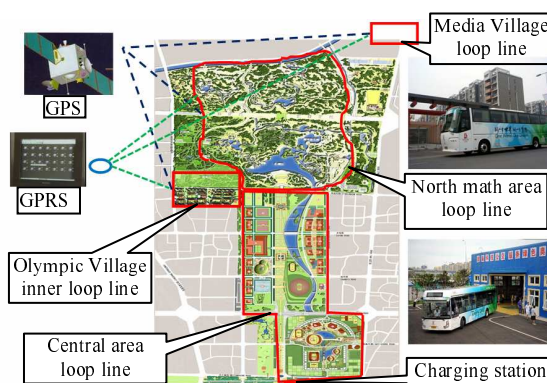 Media Village
loop line
GPS
GPRS
North math area
loop line
Olympic Village
inner loop line
Central area
loop line
Charging station